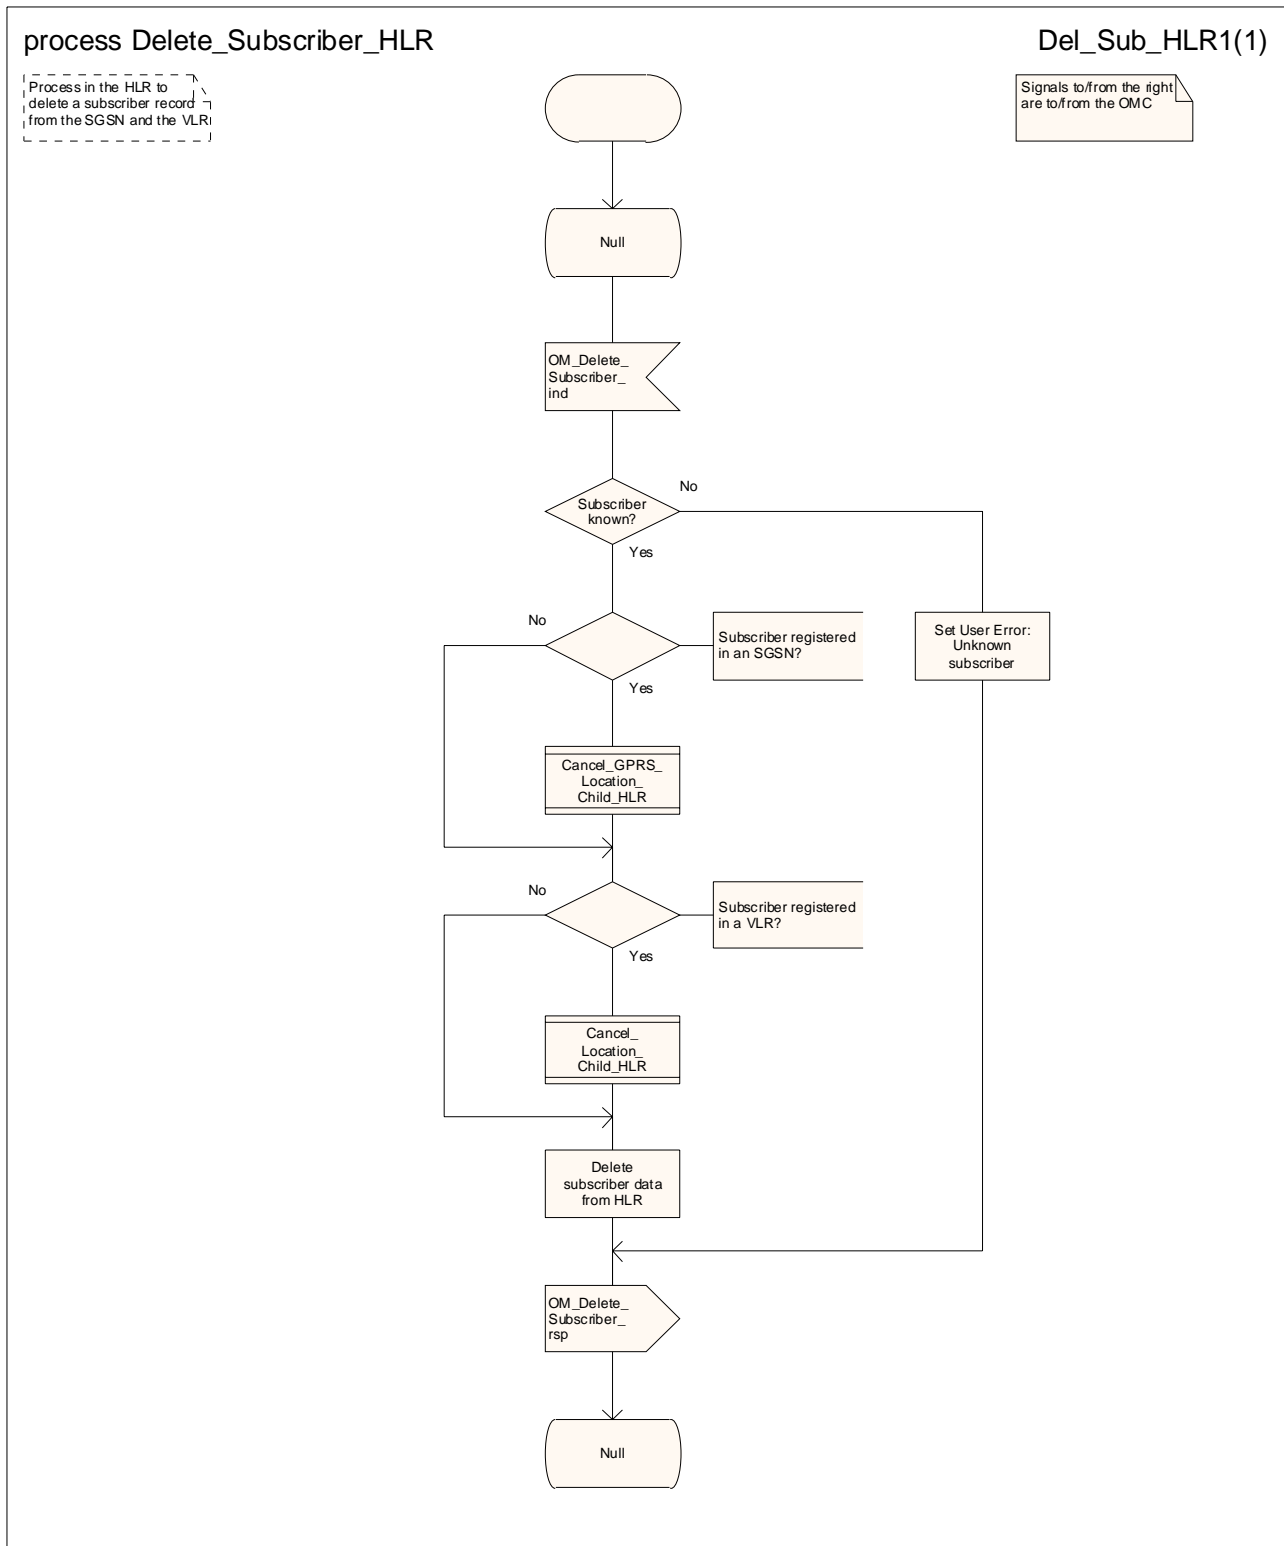 process Delete_Subscriber_HLR
Del_Sub_HLR1(1)
Process in the HLR to
delete a subscriber record
from the SGSN and the VLR
Signals to/from the right
are to/from the OMC
Null
OM_Delete_
Subscriber_
ind
Subscriber
known?
No
Yes
No
Subscriber registered
in an SGSN?
Set User Error:
Unknown
subscriber
Yes
Cancel_GPRS_
Location_
Child_HLR
No
Subscriber registered
in a VLR?
Yes
Cancel_
Location_
Child_HLR
Delete
subscriber data
from HLR
OM_Delete_
Subscriber_
rsp
Null